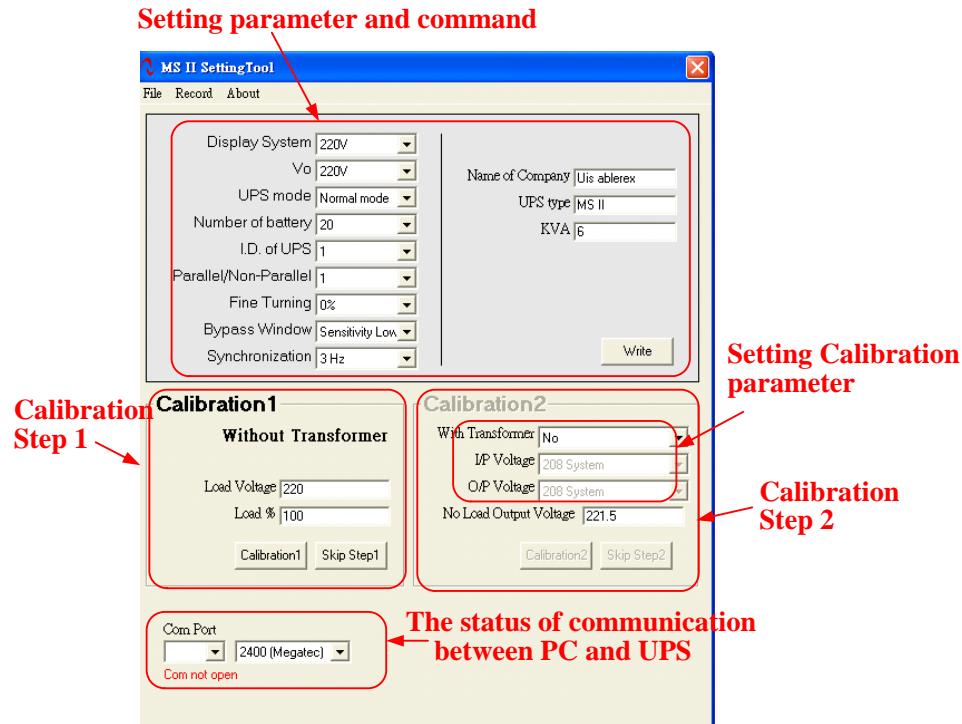 Setting parameter and command
MS II SettingTool
File Record About
Display System 220V
Vo 220V
UPS mode Normal mode
Number of battery 20
I.D. of UPS 1
Parallel/Non-Parallel 1
Fine Turning 0%
Bypass Window Sensitivity Low
Synchronization 3 Hz
Name of Company Uis ablerex
UPS type MS II
KVA 6
Write
Setting Calibration
parameter
Calibration
Step 1
Calibration1
Without Transformer
Load Voltage 220
Load % 100
Calibration1 Skip Step1
Calibration2
With Transformer No
I/P Voltage 208 System
O/P Voltage 208 System
No Load Output Voltage 221.5
Calibration2 Skip Step2
Calibration
Step 2
Com Port
2400 (Megatec)
Com not open
The status of communication
between PC and UPS